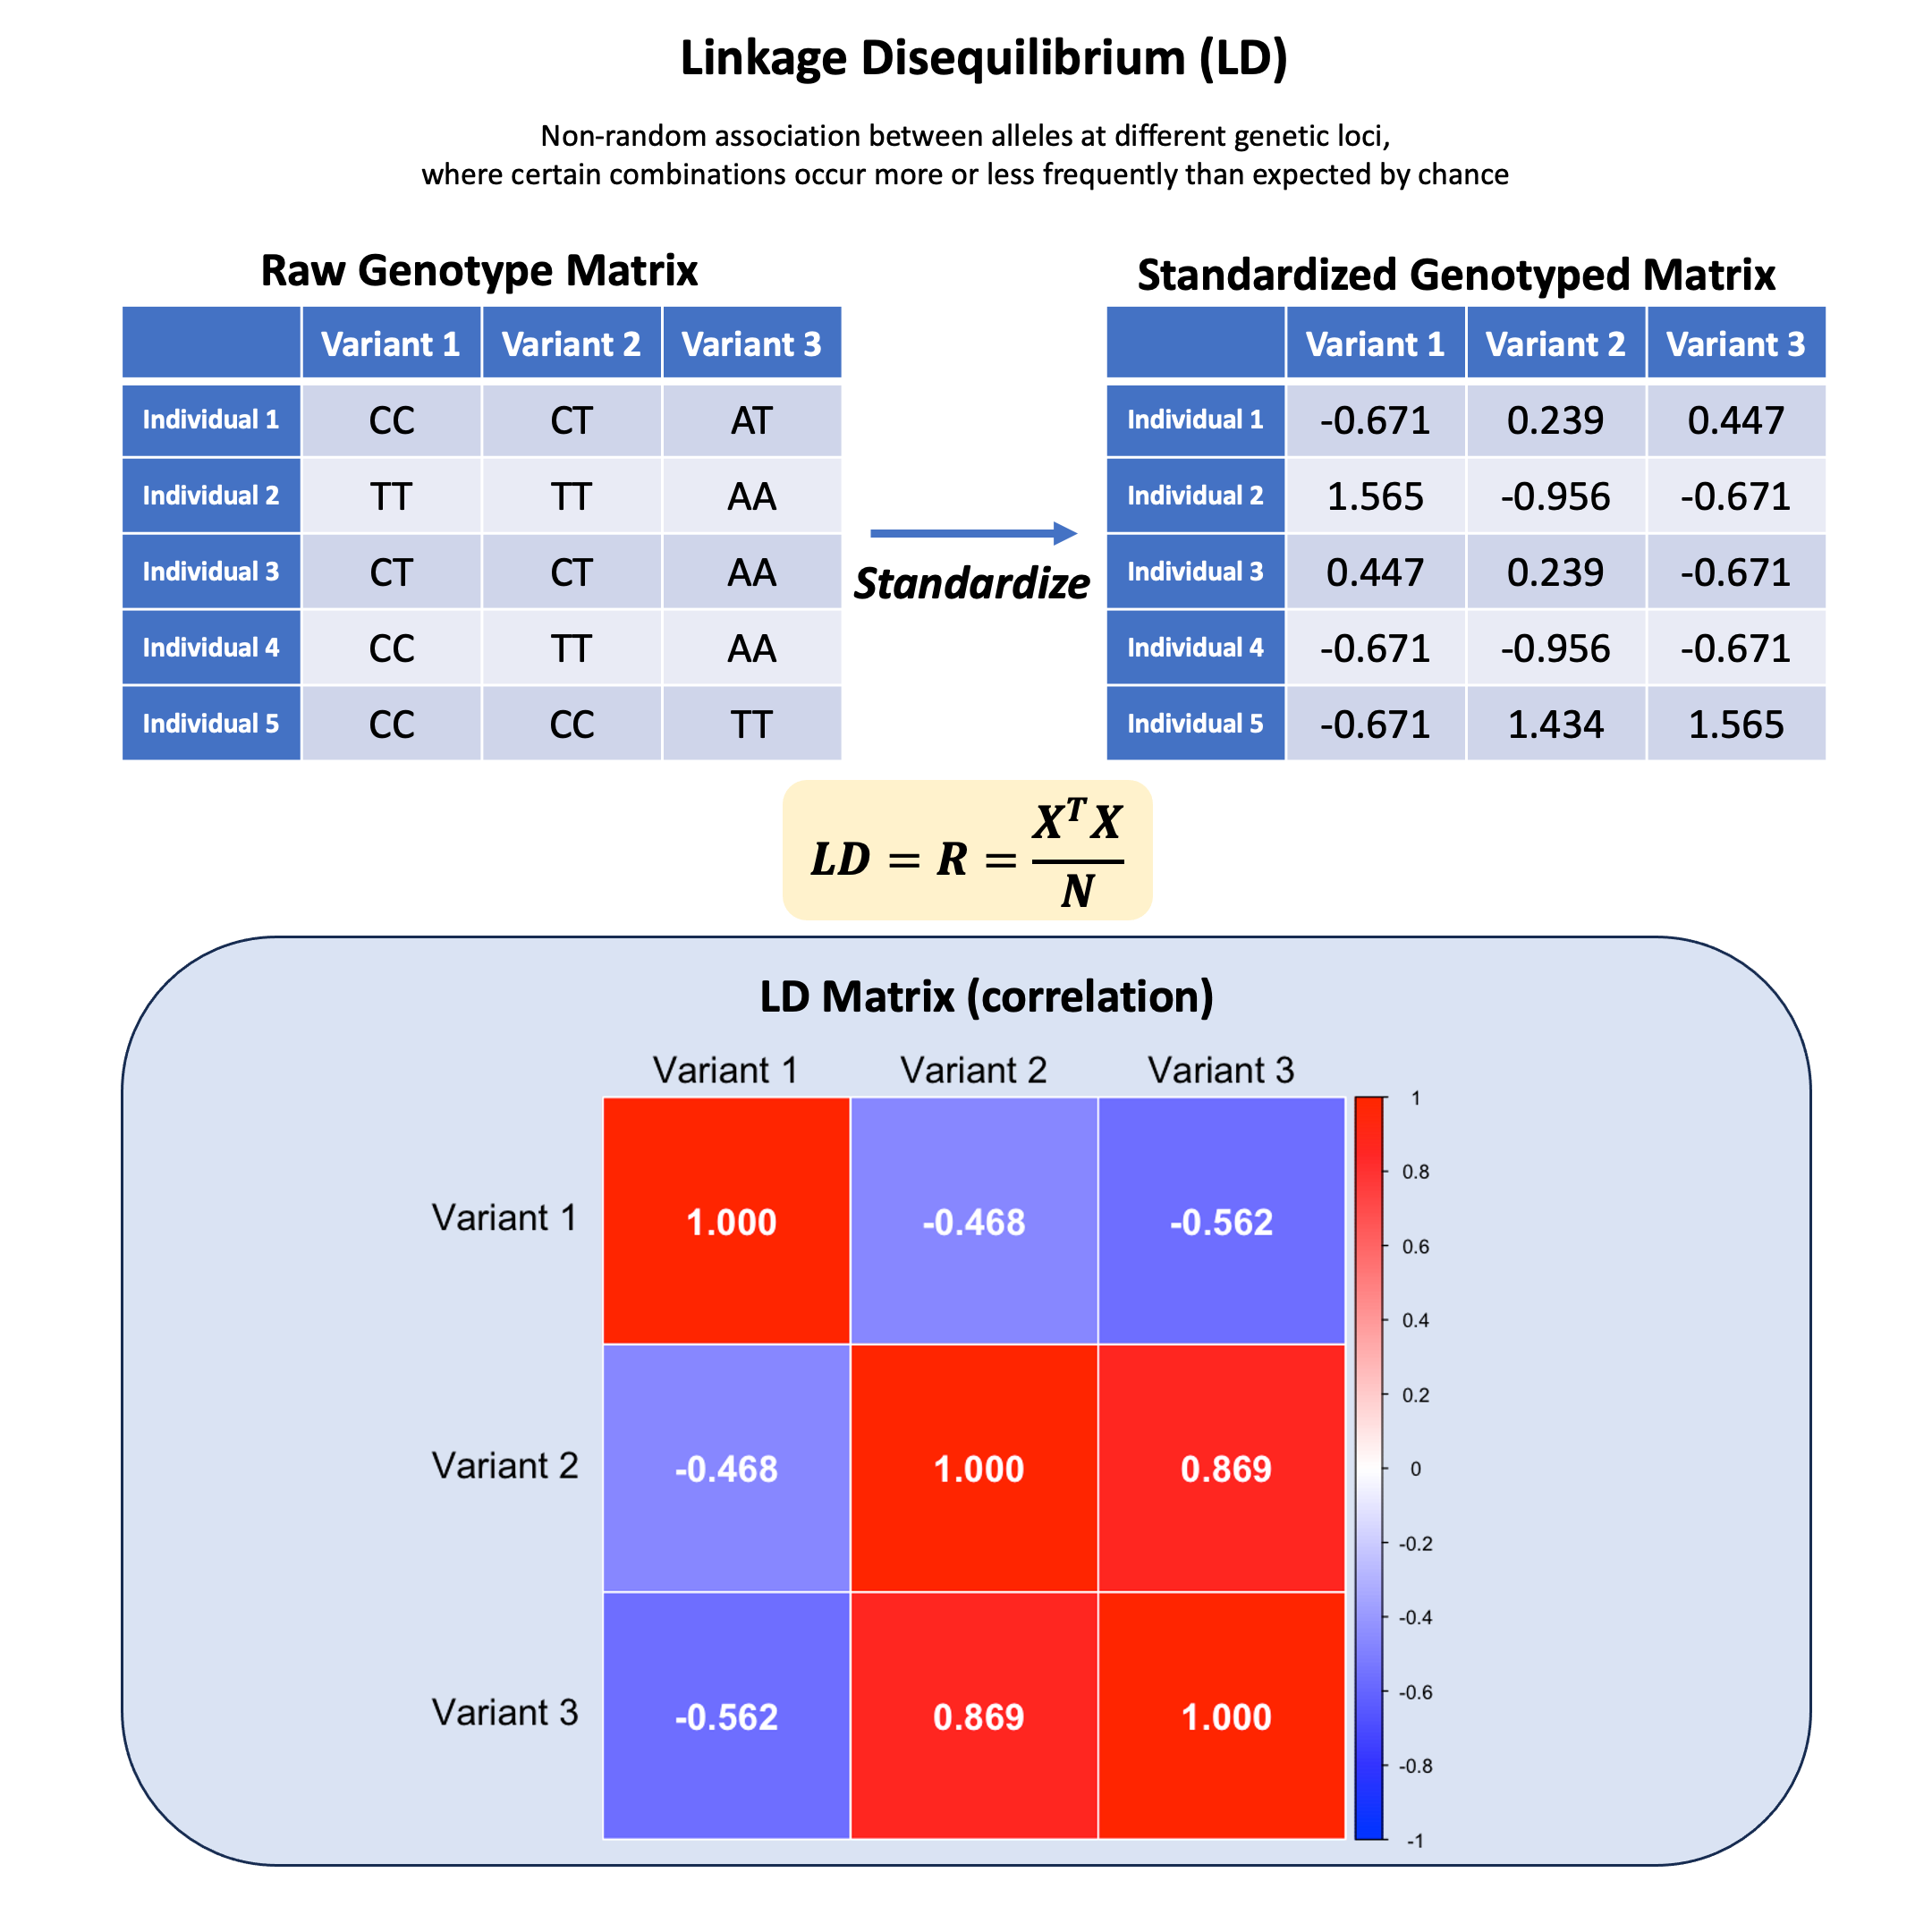 Linkage Disequilibrium (LD)
Non-random association between alleles at different genetic loci,
where certain combinations occur more or less frequently than expected by chance
Raw Genotype Matrix
Variant 1 Variant 2 Variant 3
Individual 1 CC CT AT
Individual 2 TT TT AA
Individual 3 CT CT AA
Individual 4 CC TT AA
Individual 5 CC CC TT
Standardize
Standardized Genotyped Matrix
Variant 1 Variant 2 Variant 3
Individual 1 -0.671 0.239 0.447
Individual 2 1.565 -0.956 -0.671
Individual 3 0.447 0.239 -0.671
Individual 4 -0.671 -0.956 -0.671
Individual 5 -0.671 1.434 1.565
LD = R = X^T X / N
LD Matrix (correlation)
Variant 1 Variant 2 Variant 3
Variant 1 1.000 -0.468 -0.562
Variant 2 -0.468 1.000 0.869
Variant 3 -0.562 0.869 1.000
1
0.8
0.6
0.4
0.2
0
-0.2
-0.4
-0.6
-0.8
-1